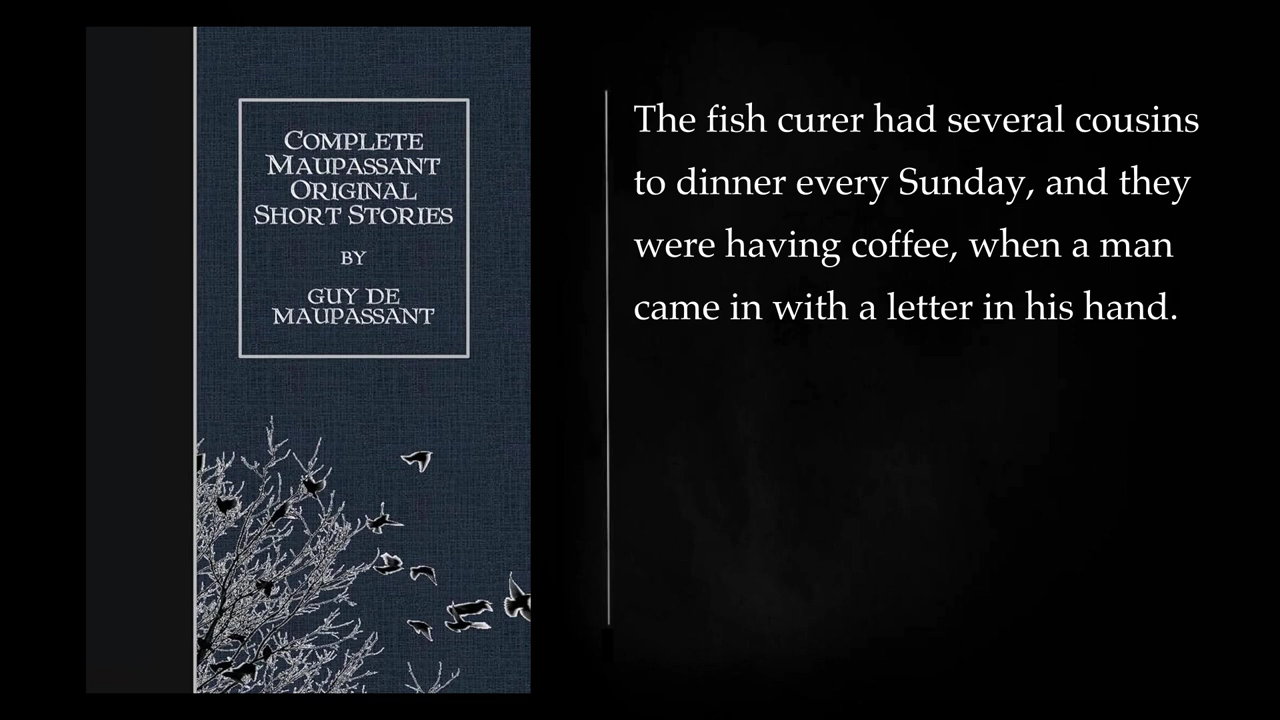 COMPLETE
MAUPASSANT
ORIGINAL
SHORT STORIES
BY
GUY DE
MAUPASSANT
The fish curer had several cousins
to dinner every Sunday, and they
were having coffee, when a man
came in with a letter in his hand.